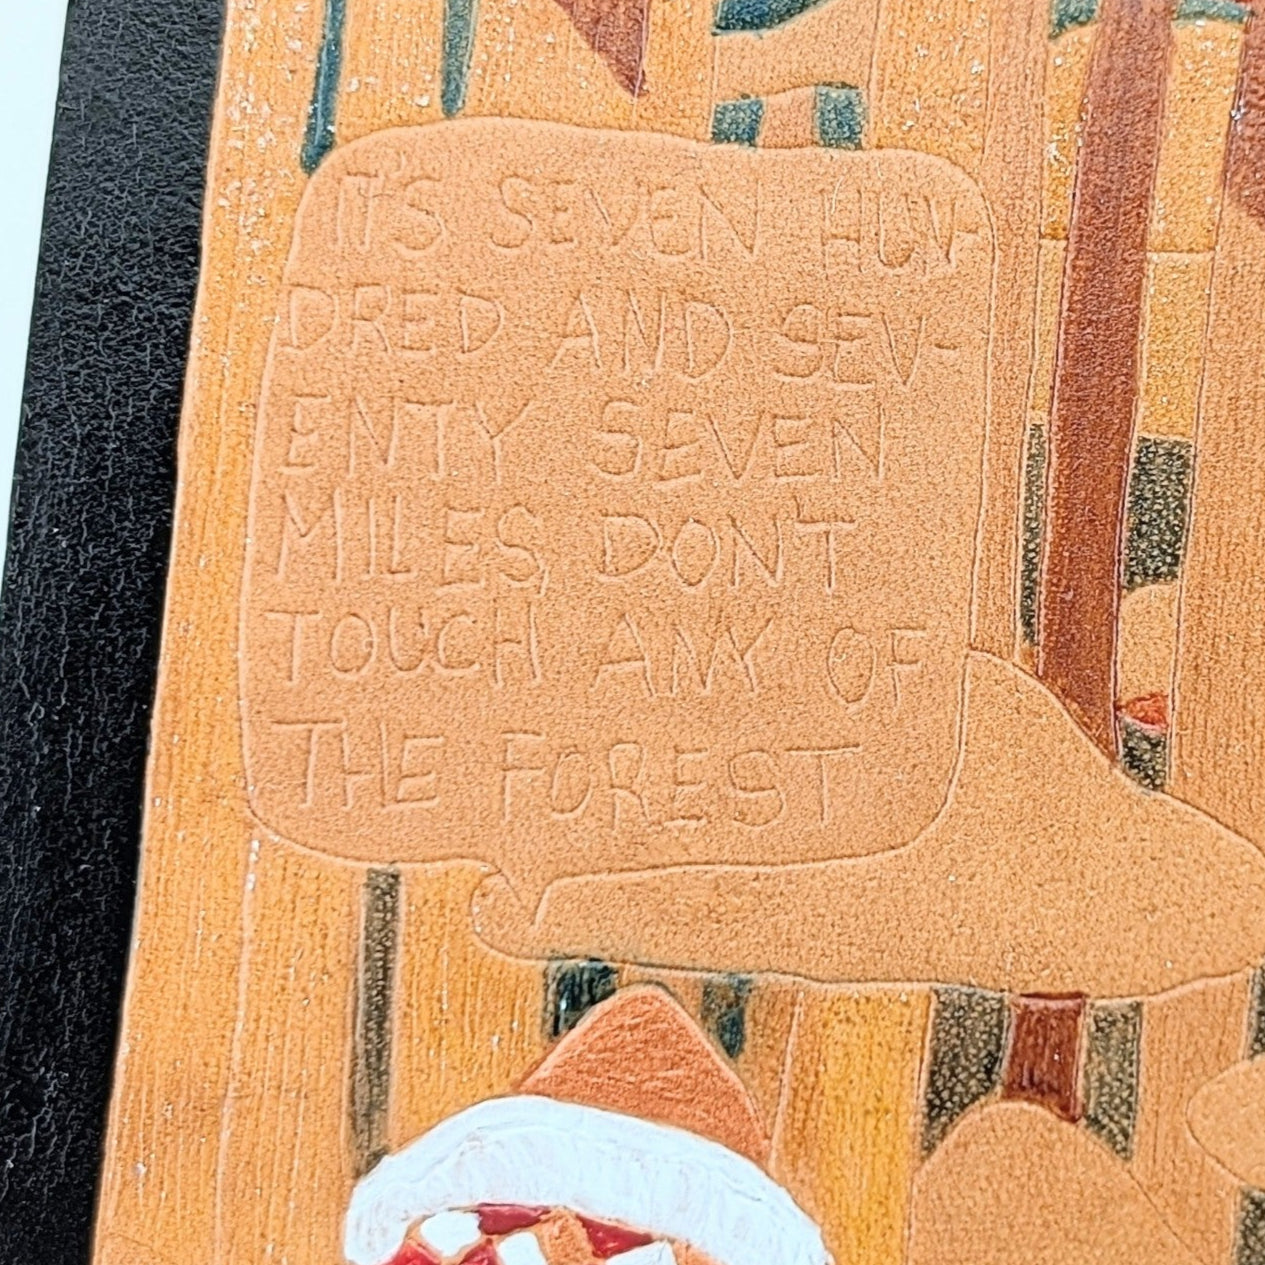 IT'S SEVEN HUN-
DRED AND SEV-
ENTY SEVEN
MILES, DON'T
TOUCH ANY OF
THE FOREST